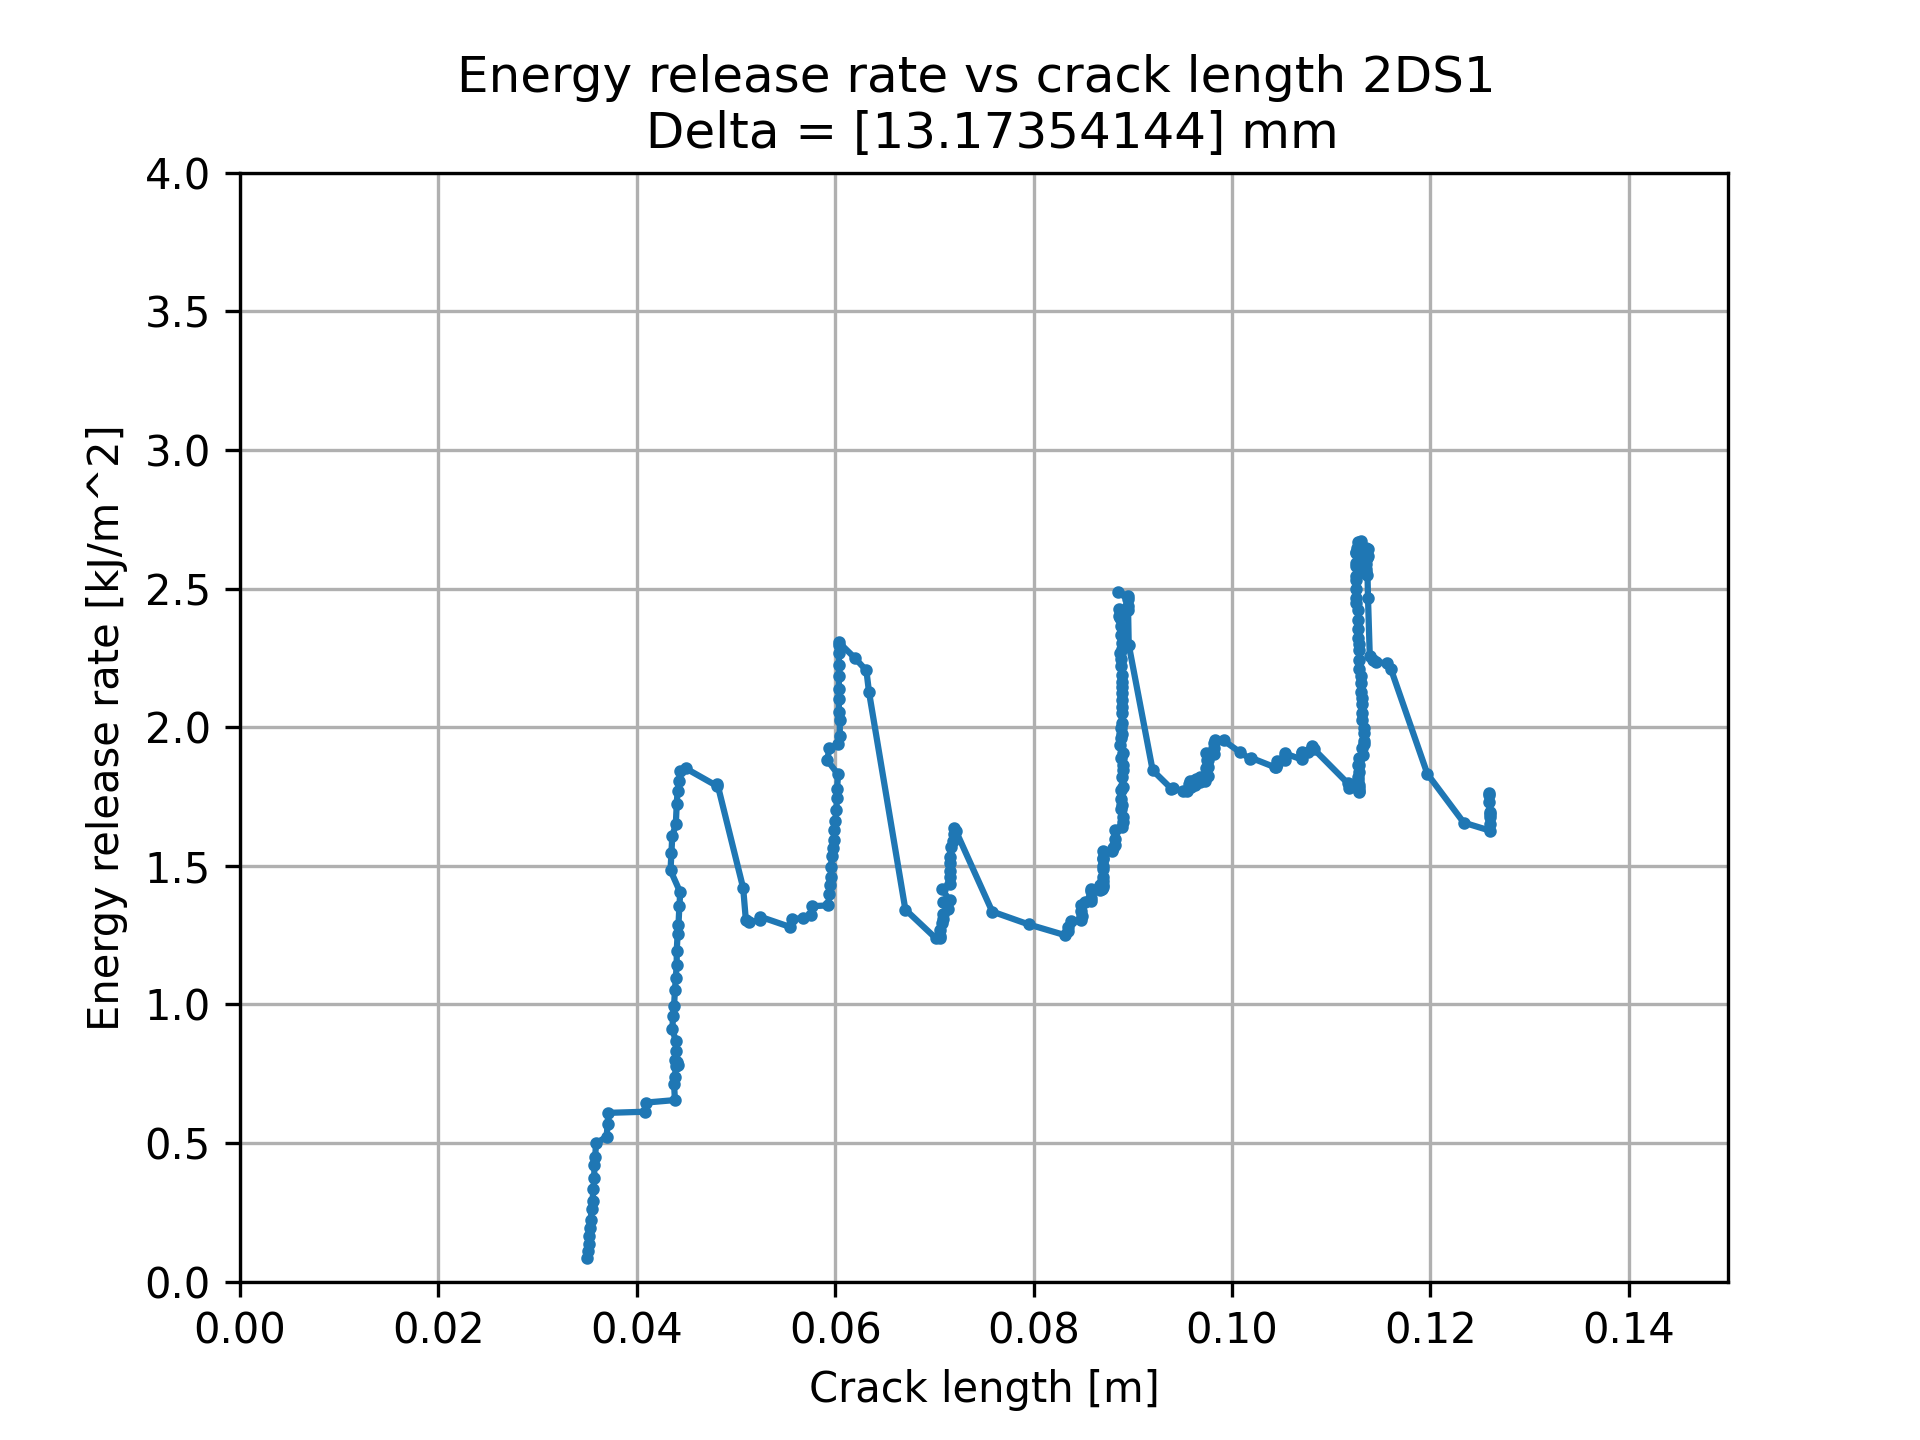 Energy release rate vs crack length 2DS1
Delta = [13.17354144] mm
4.0
3.5
3.0
2.5
2.0
1.5
1.0
0.5
0.0
Energy release rate [kJ/m^2]
0.00 0.02 0.04 0.06 0.08 0.10 0.12 0.14
Crack length [m]